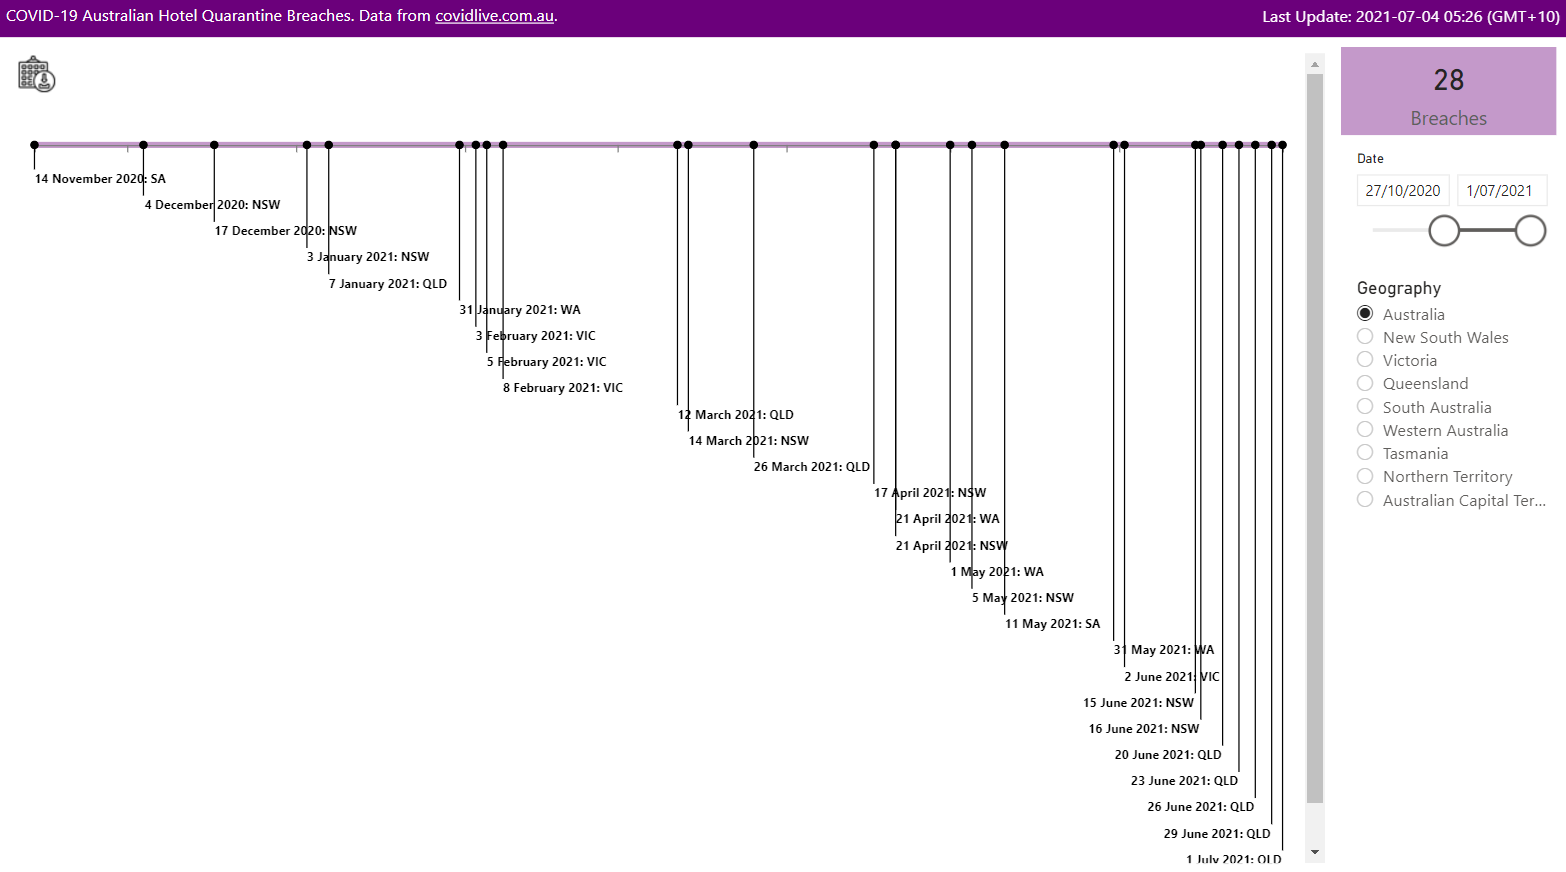 COVID-19 Australian Hotel Quarantine Breaches. Data from covidlive.com.au.
Last Update: 2021-07-04 05:26 (GMT+10)
28
Breaches
Date
27/10/2020
1/07/2021
Geography
Australia
New South Wales
Victoria
Queensland
South Australia
Western Australia
Tasmania
Northern Territory
Australian Capital Ter...
14 November 2020: SA
4 December 2020: NSW
17 December 2020: NSW
3 January 2021: NSW
7 January 2021: QLD
31 January 2021: WA
3 February 2021: VIC
5 February 2021: VIC
8 February 2021: VIC
12 March 2021: QLD
14 March 2021: NSW
26 March 2021: QLD
17 April 2021: NSW
21 April 2021: WA
21 April 2021: NSW
1 May 2021: WA
5 May 2021: NSW
11 May 2021: SA
31 May 2021: WA
2 June 2021: VIC
15 June 2021: NSW
16 June 2021: NSW
20 June 2021: QLD
23 June 2021: QLD
26 June 2021: QLD
29 June 2021: QLD
1 July 2021: QLD